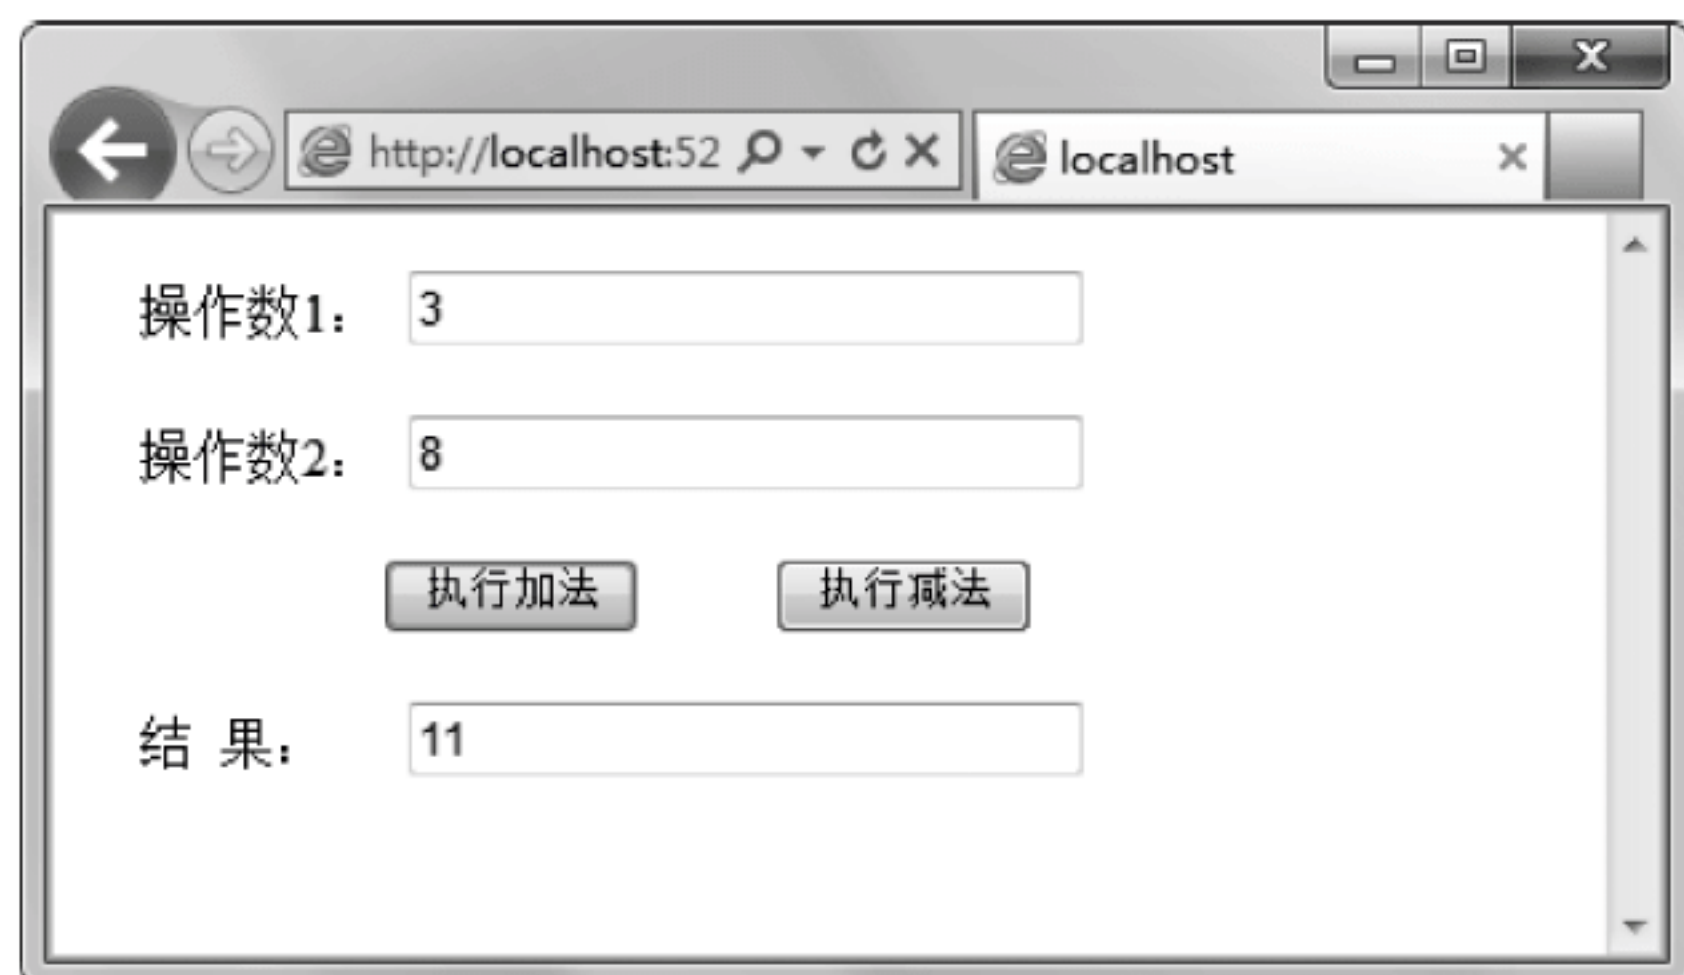 http://localhost:52
localhost
操作数1： 3
操作数2： 8
执行加法 执行减法
结 果： 11